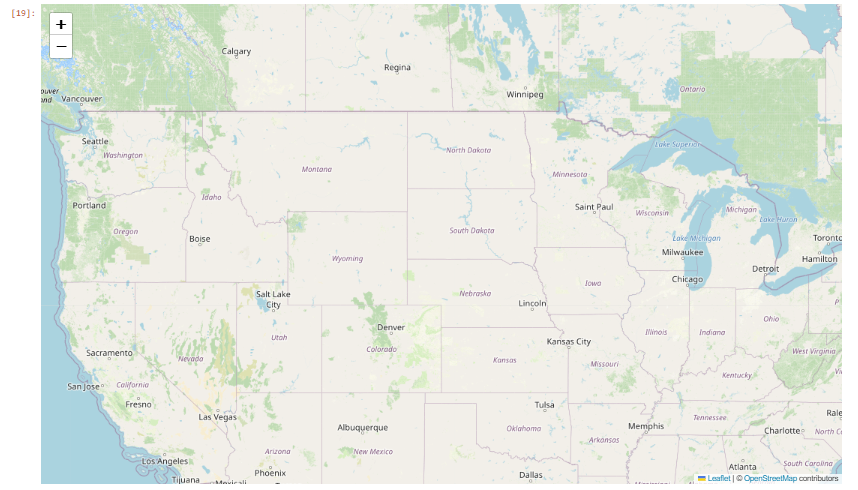 [19]:
+
−
Calgary
Regina
Winnipeg
Ontario
Vancouver
Seattle
Washington
Montana
North Dakota
Minnesota
Lake Superior
Portland
Idaho
Saint Paul
Wisconsin
Michigan
Lake Huron
Oregon
Boise
South Dakota
Lake Michigan
Toronto
Milwaukee
Hamilton
Wyoming
Detroit
Chicago
Iowa
Salt Lake
City
Nebraska
Lincoln
Denver
Ohio
Utah
Colorado
Illinois
Indiana
Kansas City
Sacramento
Nevada
Kansas
Missouri
West Virginia
San Jose
California
Kentucky
Fresno
Las Vegas
Tulsa
Tennessee
Albuquerque
Oklahoma
Memphis
Charlotte
Arkansas
Arizona
New Mexico
Los Angeles
Phoenix
Dallas
Atlanta
South Carolina
Tijuana
Mexicali
Leaflet | © OpenStreetMap contributors